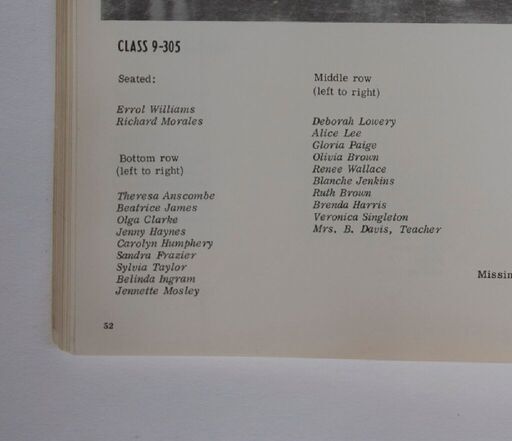 CLASS 9-305
Seated:
Errol Williams
Richard Morales
Bottom row
(left to right)
Theresa Anscombe
Beatrice James
Olga Clarke
Jenny Haynes
Carolyn Humphery
Sandra Frazier
Sylvia Taylor
Belinda Ingram
Jennette Mosley
Middle row
(left to right)
Deborah Lowery
Alice Lee
Gloria Paige
Olivia Brown
Renee Wallace
Blanche Jenkins
Ruth Brown
Brenda Harris
Veronica Singleton
Mrs. B. Davis, Teacher
Missin
52